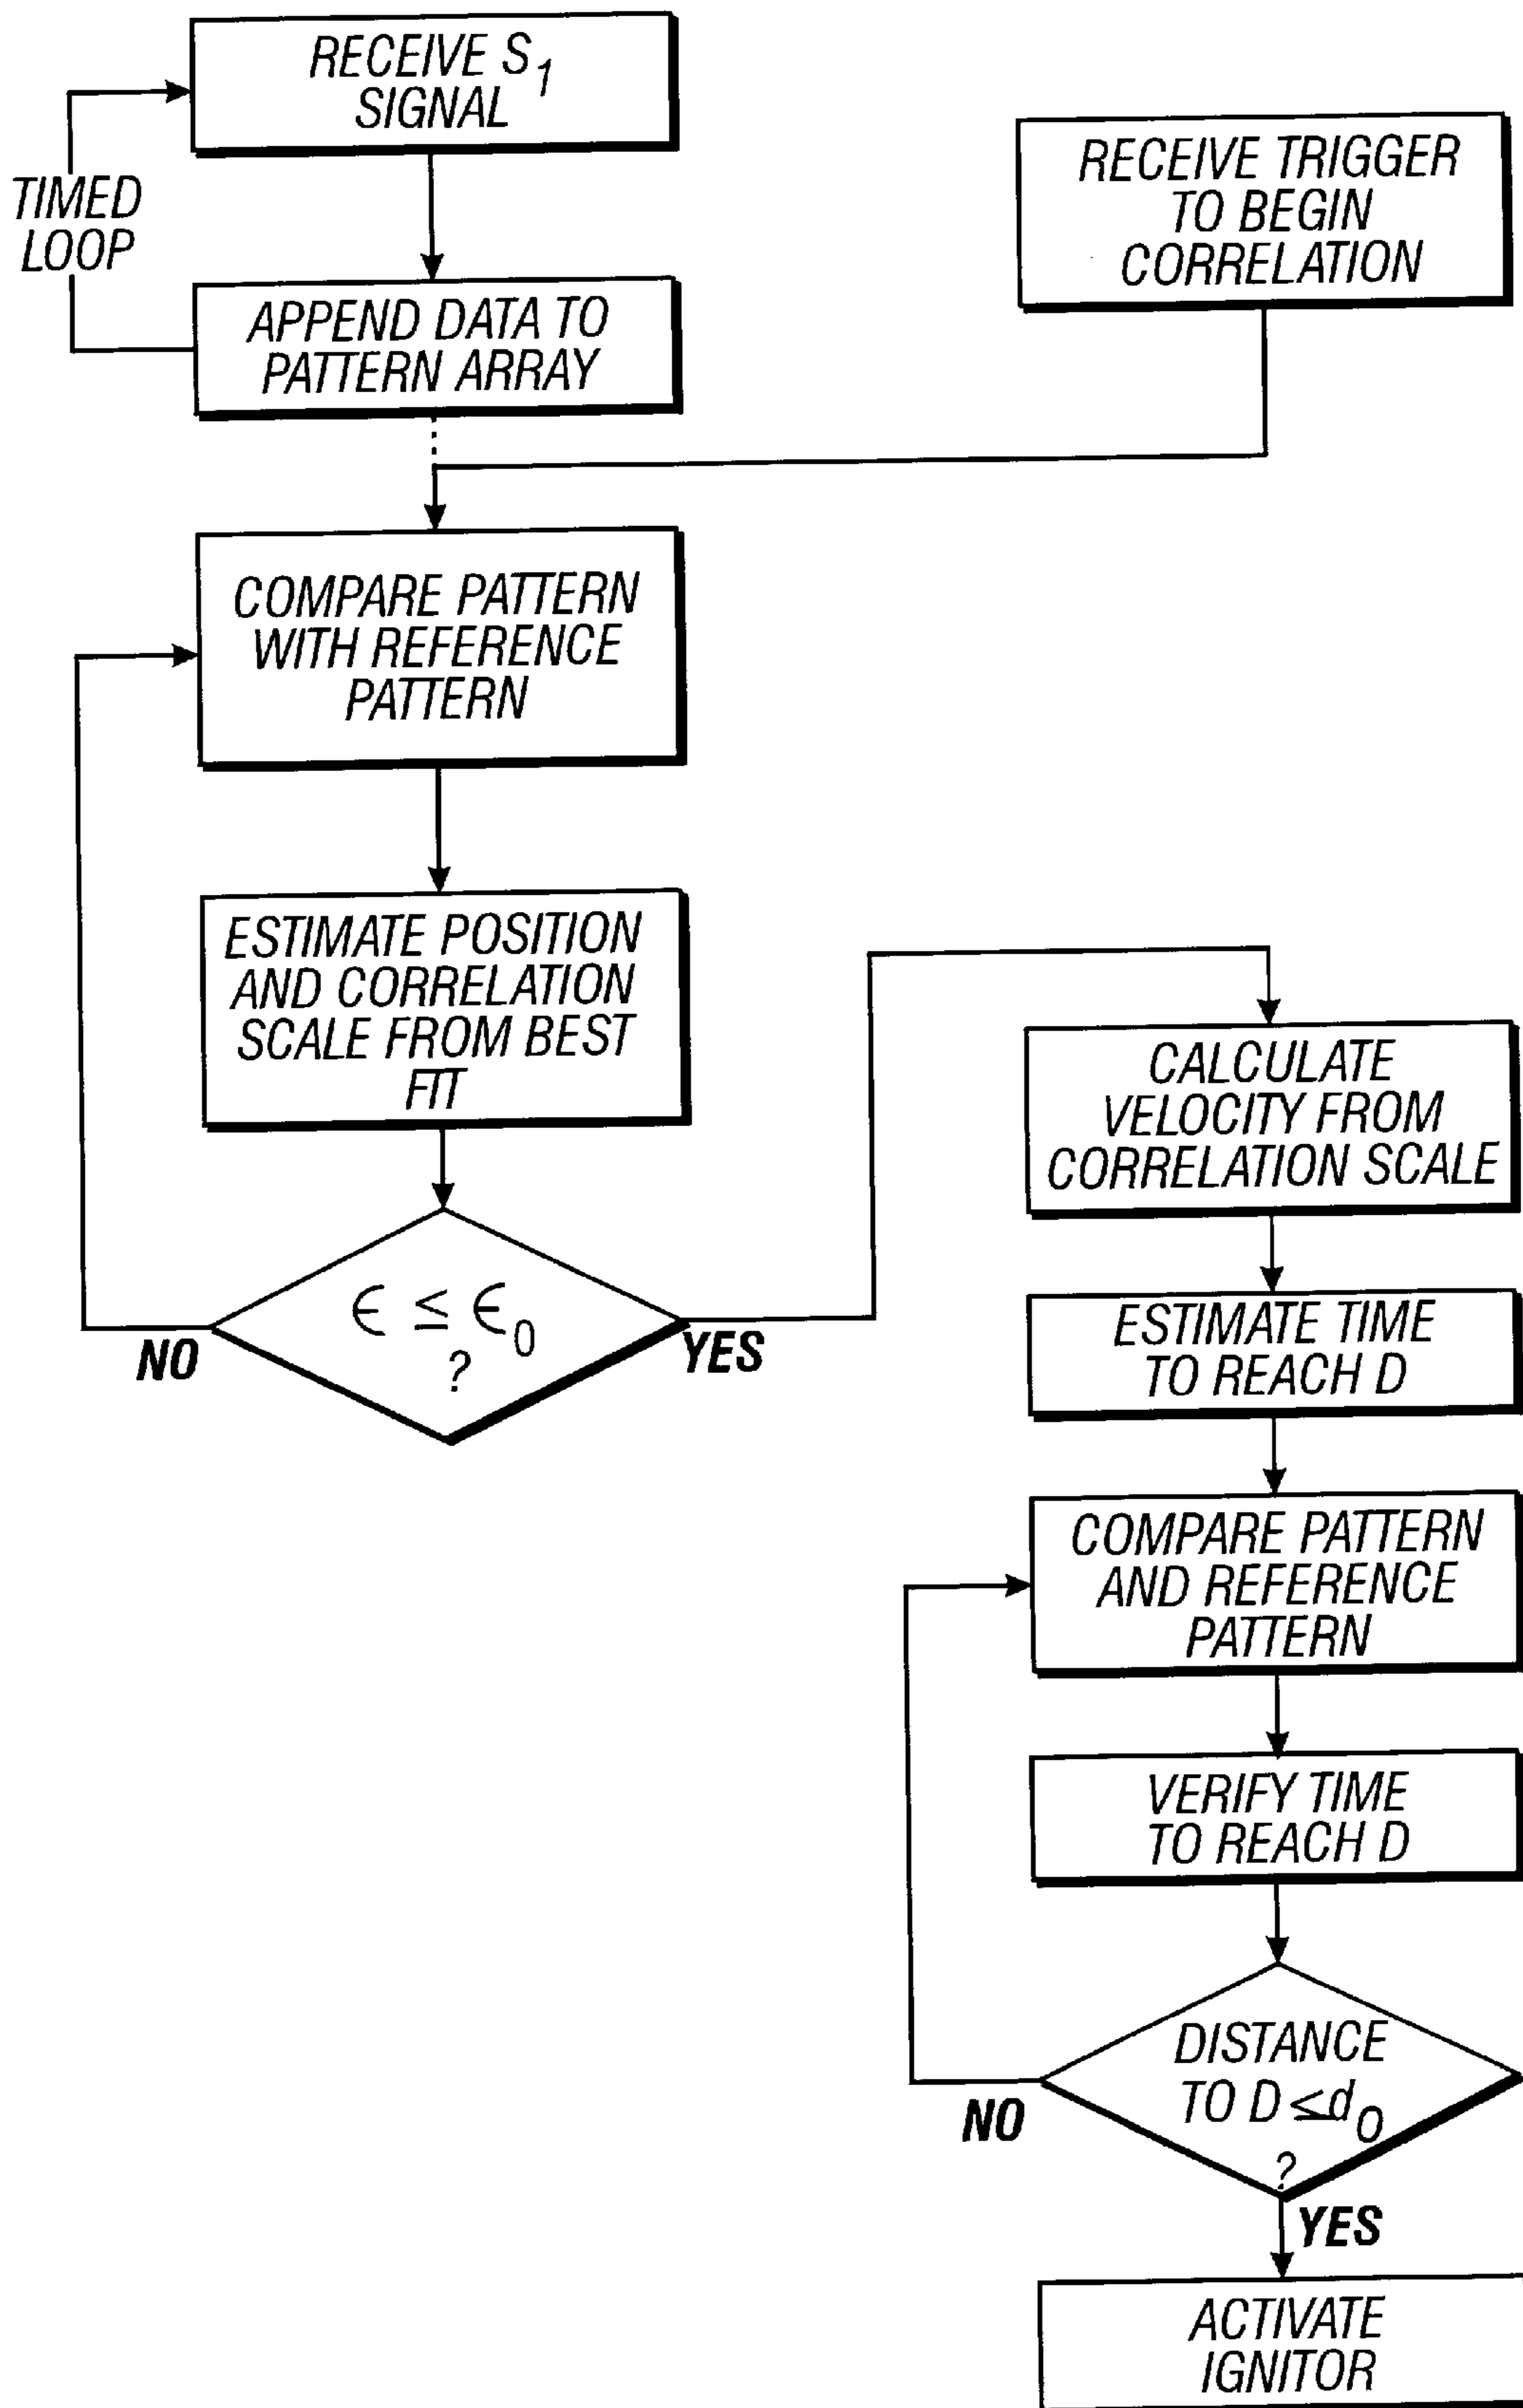 RECEIVE S1
SIGNAL
TIMED
LOOP
APPEND DATA TO
PATTERN ARRAY
RECEIVE TRIGGER
TO BEGIN
CORRELATION
COMPARE PATTERN
WITH REFERENCE
PATTERN
ESTIMATE POSITION
AND CORRELATION
SCALE FROM BEST
FIT
ϵ ≤ ϵ0
?
NO
YES
CALCULATE
VELOCITY FROM
CORRELATION SCALE
ESTIMATE TIME
TO REACH D
COMPARE PATTERN
AND REFERENCE
PATTERN
VERIFY TIME
TO REACH D
DISTANCE
TO D ≤ d0
?
NO
YES
ACTIVATE
IGNITOR